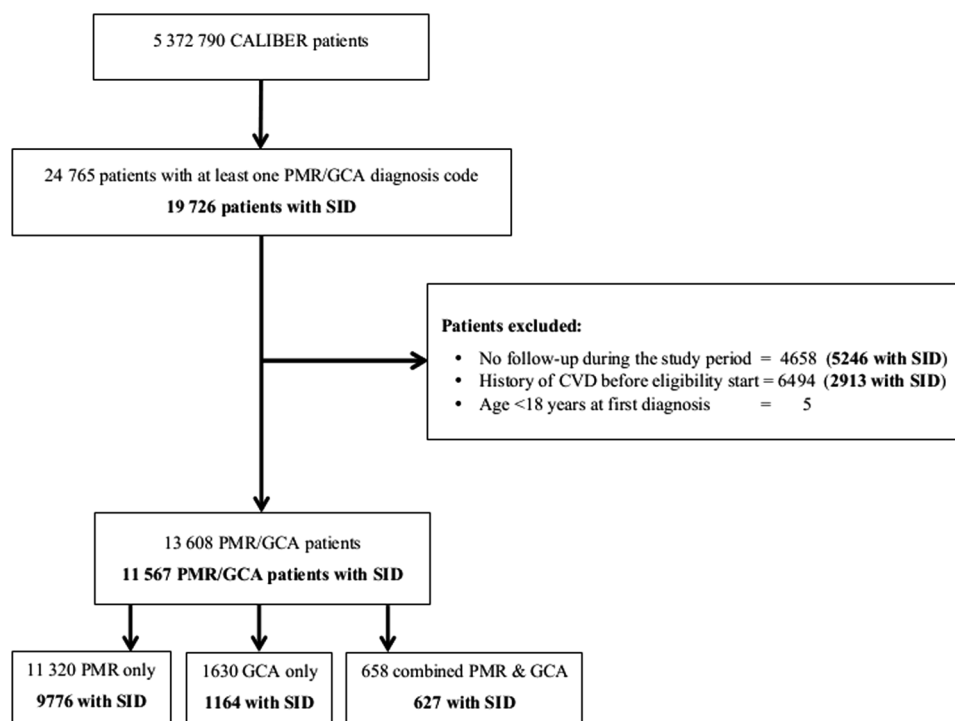 5 372 790 CALIBER patients
24 765 patients with at least one PMR/GCA diagnosis code
19 726 patients with SID
Patients excluded:
• No follow-up during the study period = 4658 (5246 with SID)
• History of CVD before eligibility start = 6494 (2913 with SID)
• Age <18 years at first diagnosis = 5
13 608 PMR/GCA patients
11 567 PMR/GCA patients with SID
11 320 PMR only
9776 with SID
1630 GCA only
1164 with SID
658 combined PMR & GCA
627 with SID